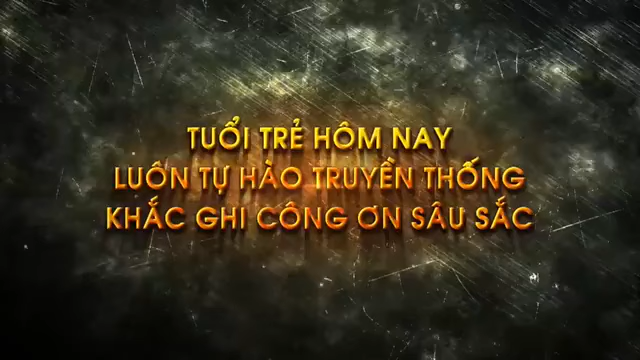 TUỔI TRẺ HÔM NAY
LUÔN TỰ HÀO TRUYỀN THỐNG
KHẮC GHI CÔNG ƠN SÂU SẮC